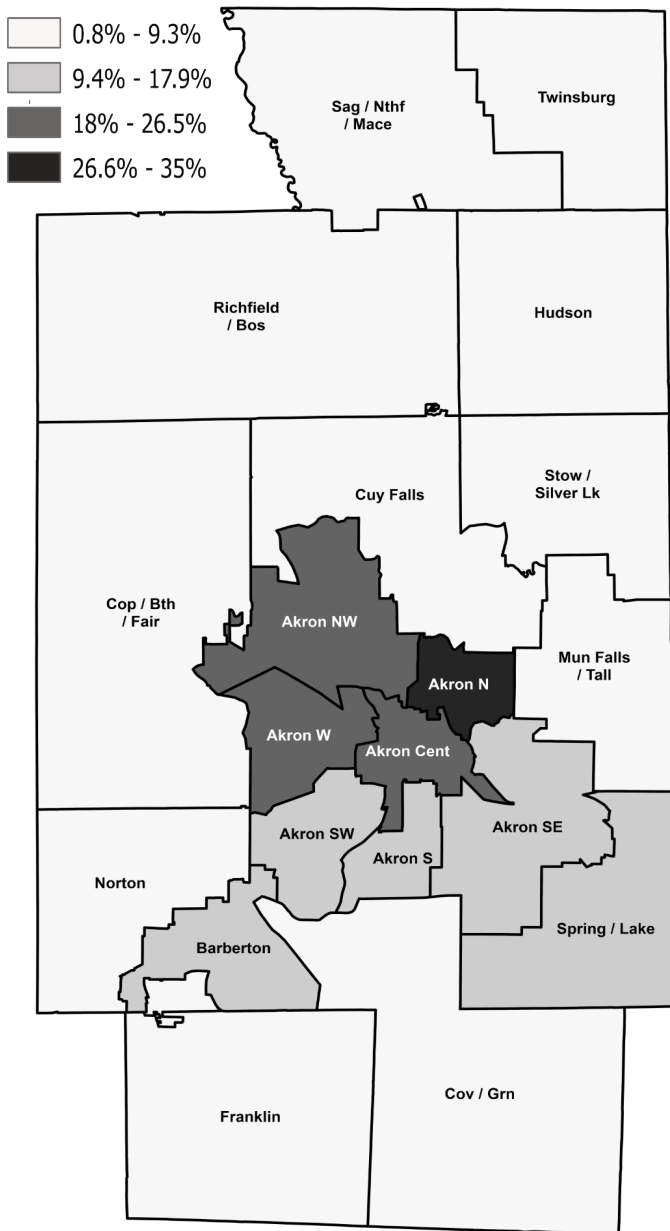 0.8% - 9.3%
9.4% - 17.9%
18% - 26.5%
26.6% - 35%
Sag / Nthf
/ Mace
Twinsburg
Richfield
/ Bos
Hudson
Stow /
Silver Lk
Cuy Falls
Cop / Bth
/ Fair
Akron NW
Mun Falls
/ Tall
Akron N
Akron W
Akron Cent
Akron SW
Akron SE
Akron S
Norton
Spring / Lake
Barberton
Cov / Grn
Franklin